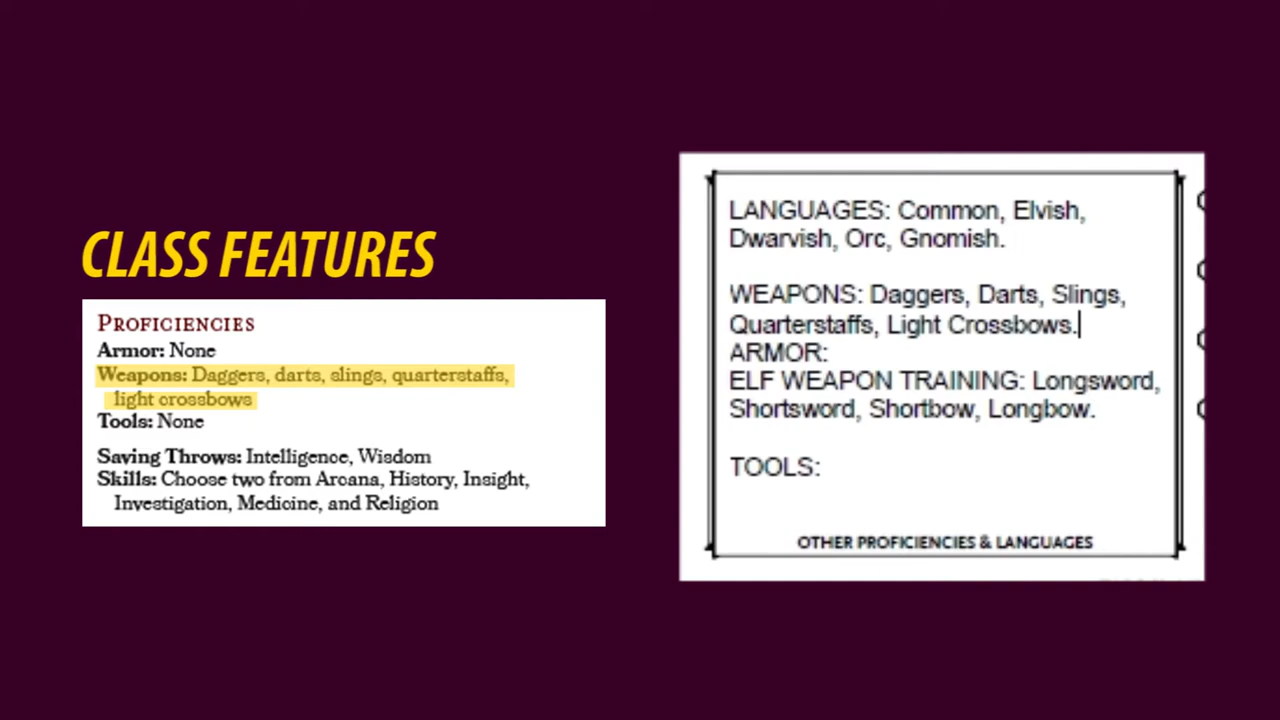 CLASS FEATURES
PROFICIENCIES
Armor: None
Weapons: Daggers, darts, slings, quarterstaffs,
light crossbows
Tools: None
Saving Throws: Intelligence, Wisdom
Skills: Choose two from Arcana, History, Insight,
Investigation, Medicine, and Religion
LANGUAGES: Common, Elvish,
Dwarvish, Orc, Gnomish.
WEAPONS: Daggers, Darts, Slings,
Quarterstaffs, Light Crossbows.
ARMOR:
ELF WEAPON TRAINING: Longsword,
Shortsword, Shortbow, Longbow.
TOOLS:
OTHER PROFICIENCIES & LANGUAGES